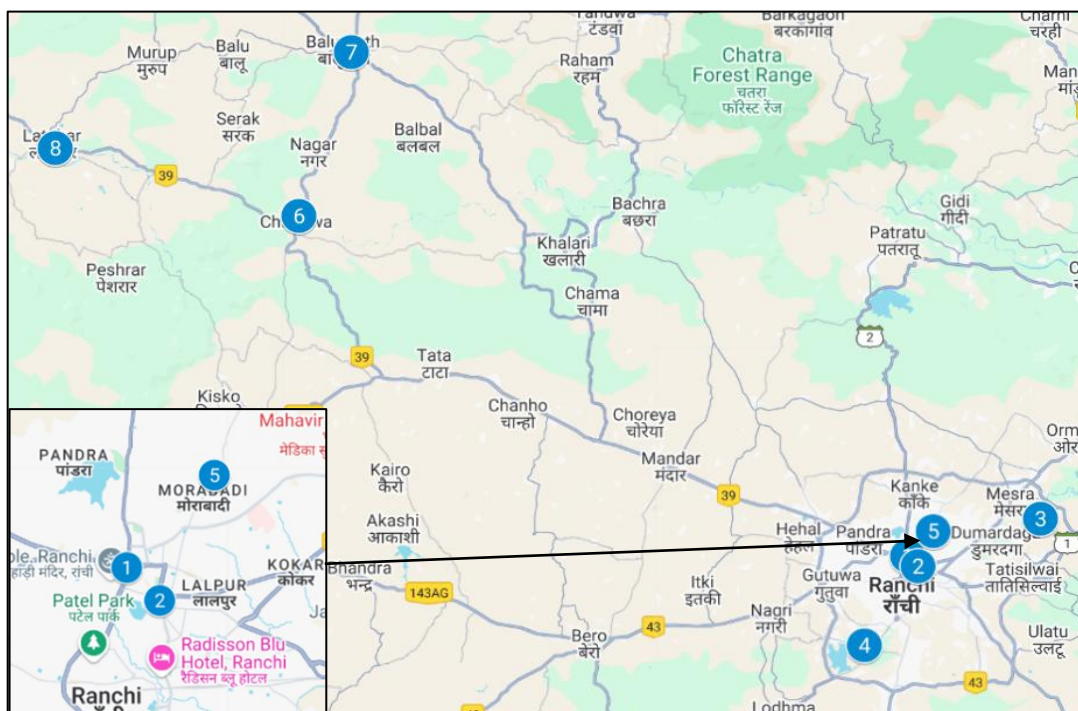 Murup
मुरुप
Balu
बालू
7
टंडवा
Barkagaon
बरकागांव
Charhi
चरही
Raham
रहम
Chatra
Forest Range
चतरा
फॉरेस्ट रेंज
Serak
सरक
Balbal
बलबल
8
39
Nagar
नगर
6
Bachra
बछरा
Gidi
गीदी
Patratu
पतरातू
Khalari
खलारी
Peshrar
पेशरार
Chama
चामा
2
39
Tata
टाटा
Kisko
Chanho
चान्हो
Choreya
चोरेया
Mandar
मंदार
39
Kairo
कैरो
Kanke
काँके
Mesra
मेसरा
3
1
Akashi
आकाशी
Hehal
हेहल
Pandra
पांडरा
5
डुमरदगा
2
Ranchi
राँची
Tatisilwai
तातिसिल्वाई
Bhandra
भन्द्र
143AG
Itki
इतकी
Gutuwa
गुतुवा
Nagri
नगरी
43
Bero
बेरो
4
Ulatu
उलटू
43
43
Lodhma
PANDRA
पांडरा
Mahavir
5
MORABADI
मोराबादी
1
KOKAR
कोकर
2
LALPUR
लालपुर
Patel Park
पटेल पार्क
Radisson Blu
Hotel, Ranchi
रैडिसन ब्लू होटल
Ranchi